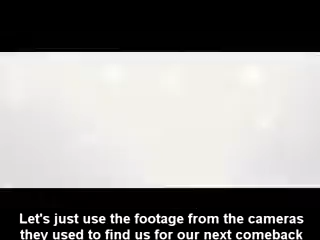 Let's just use the footage from the cameras
they used to find us for our next comeback